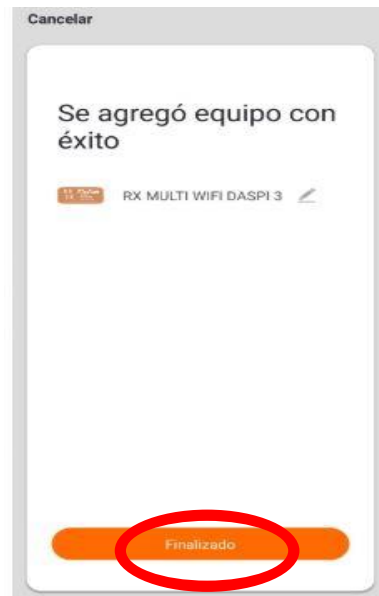 Cancelar
Se agregó equipo con
éxito
RX MULTI WIFI DASPI 3
Finalizado